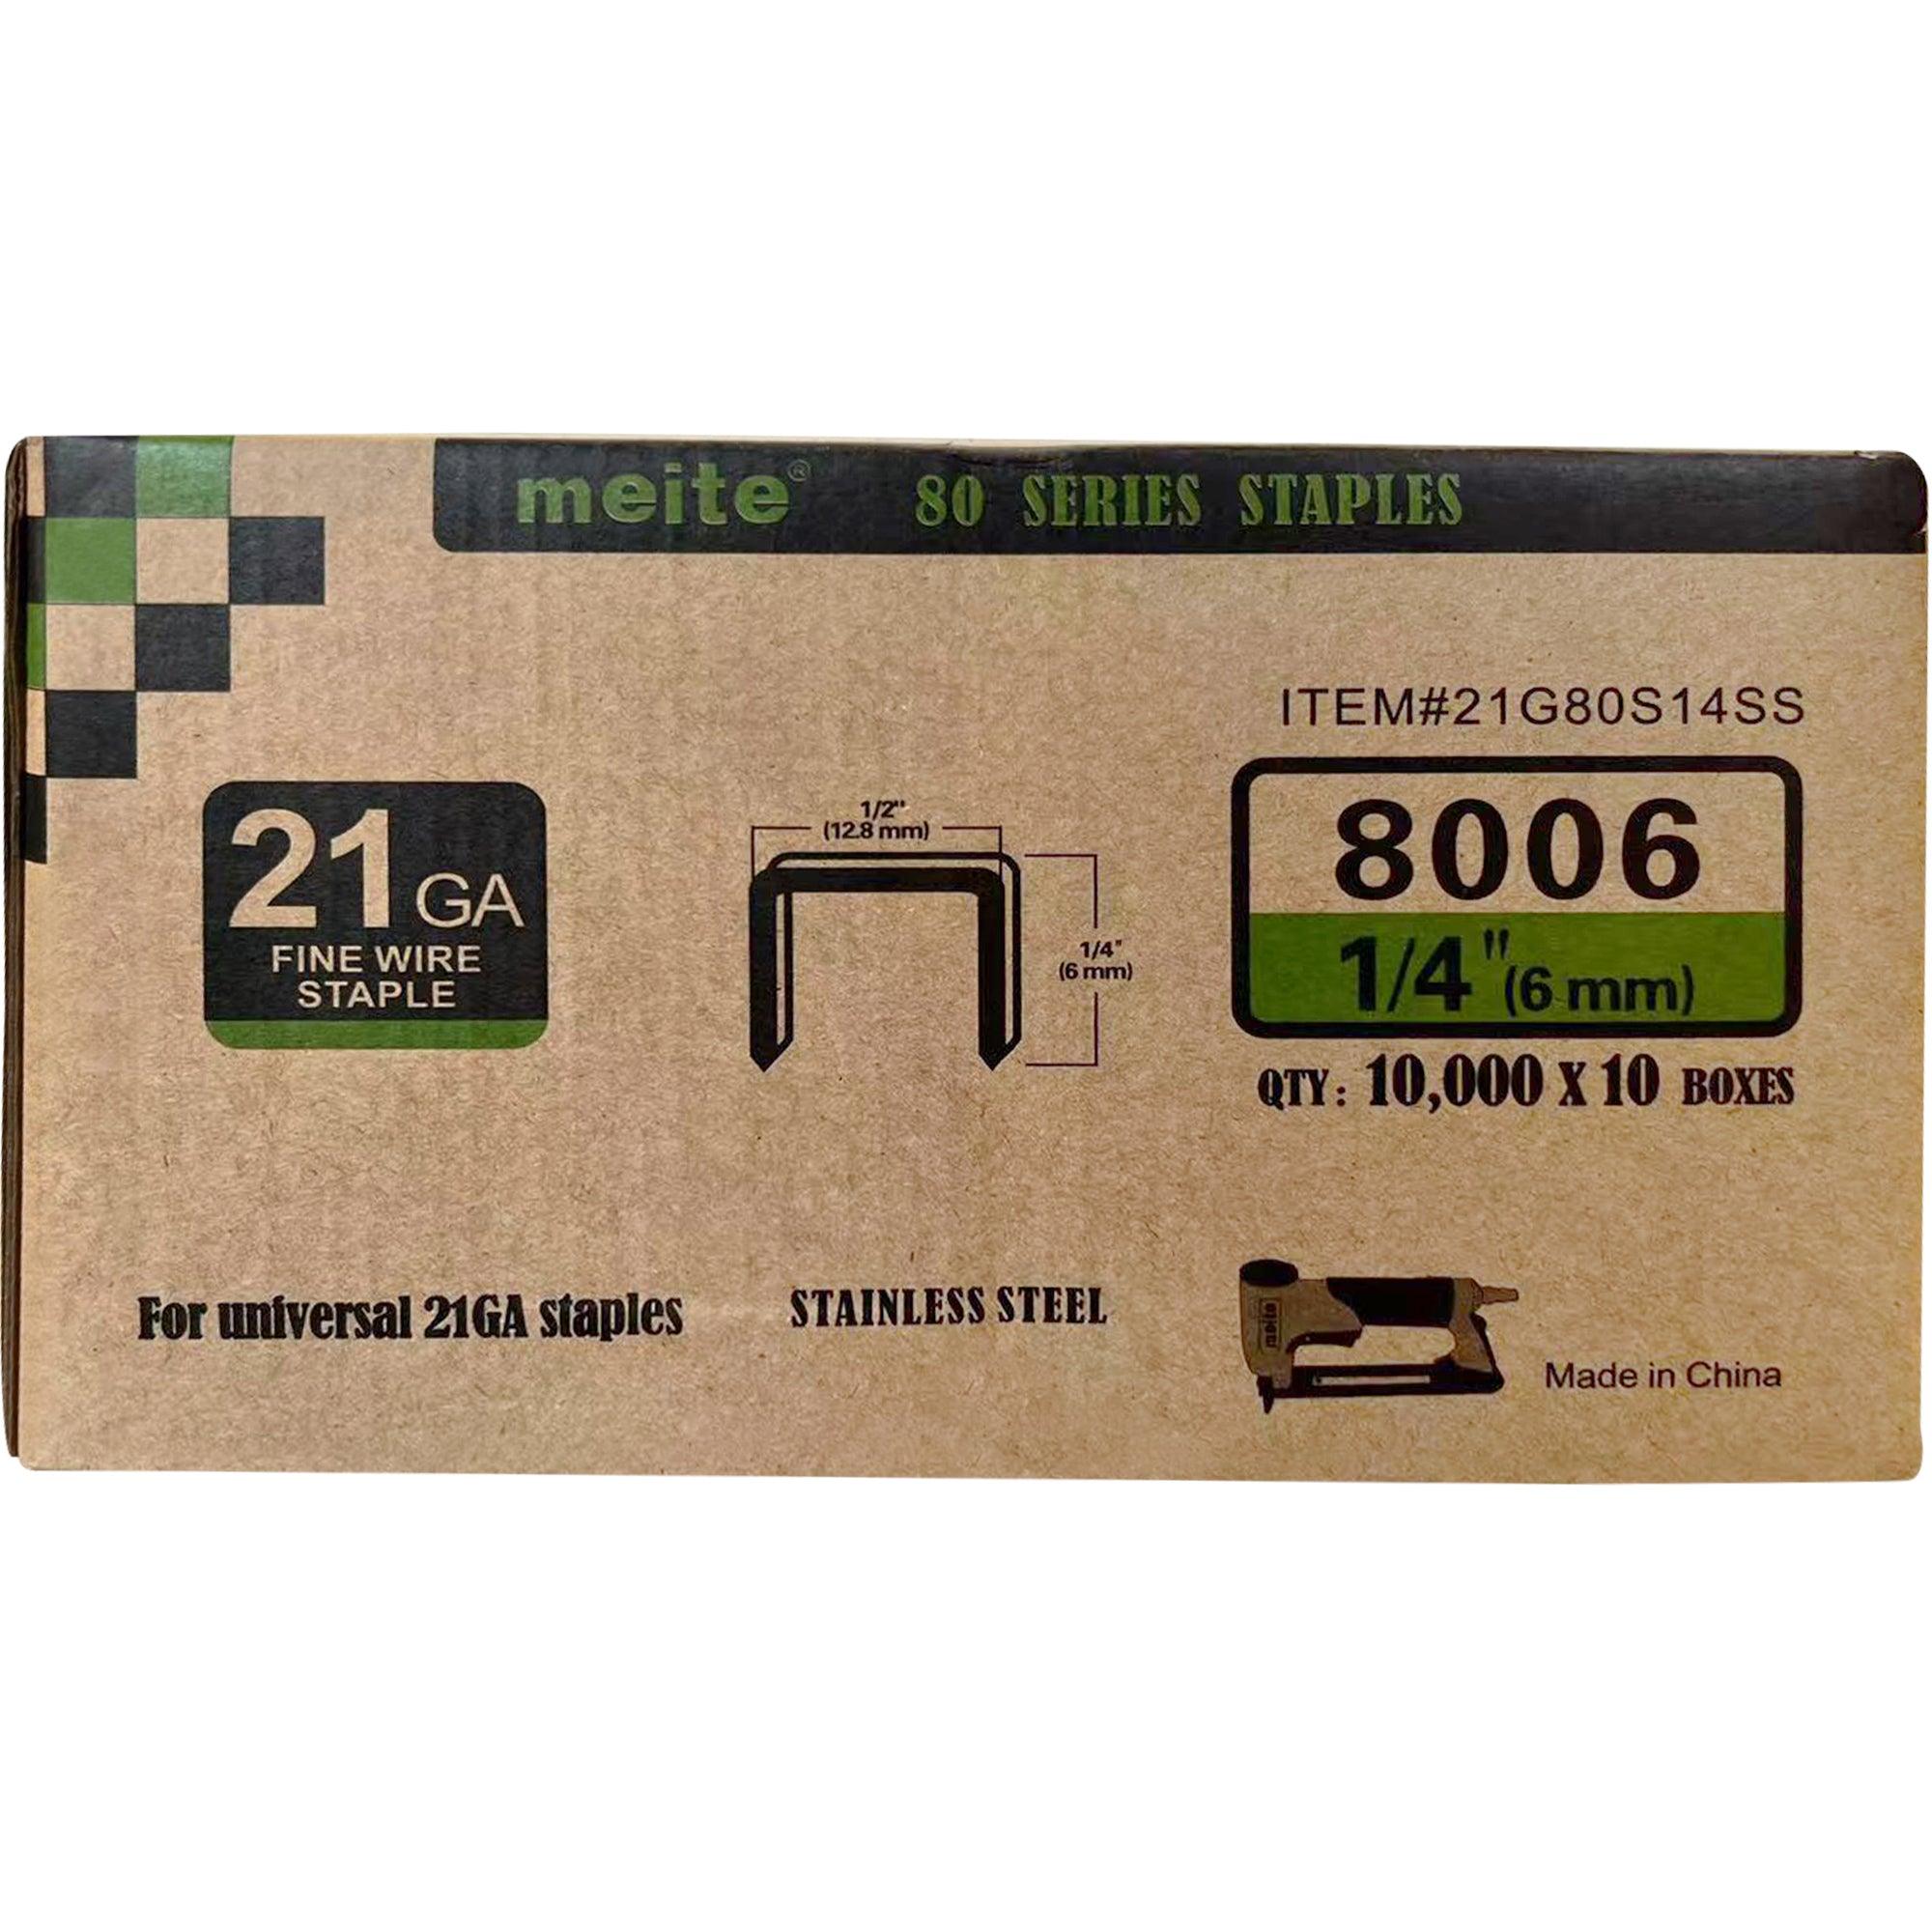 meite® 80 SERIES STAPLES
ITEM#21G80S14SS
21GA
FINE WIRE
STAPLE
1/2"
(12.8 mm)
1/4"
(6 mm)
8006
1/4"(6 mm)
QTY: 10,000 X 10 BOXES
For universal 21GA staples
STAINLESS STEEL
meite
Made in China